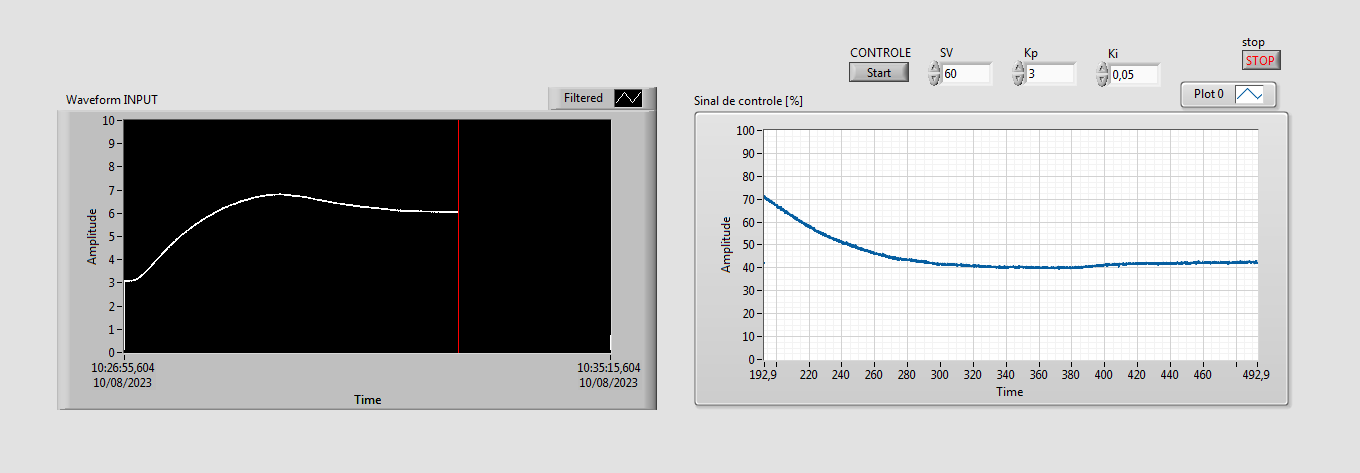 stop
CONTROLE SV Kp Ki
Start 60 3 0,05 STOP
Waveform INPUT Filtered
Sinal de controle [%] Plot 0
10
9
8
7
6
5
4
3
2
1
0
Amplitude
10:26:55,604 10:35:15,604
10/08/2023 10/08/2023
Time
100
90
80
70
60
50
40
30
20
10
0
Amplitude
192,9 220 240 260 280 300 320 340 360 380 400 420 440 460 492,9
Time